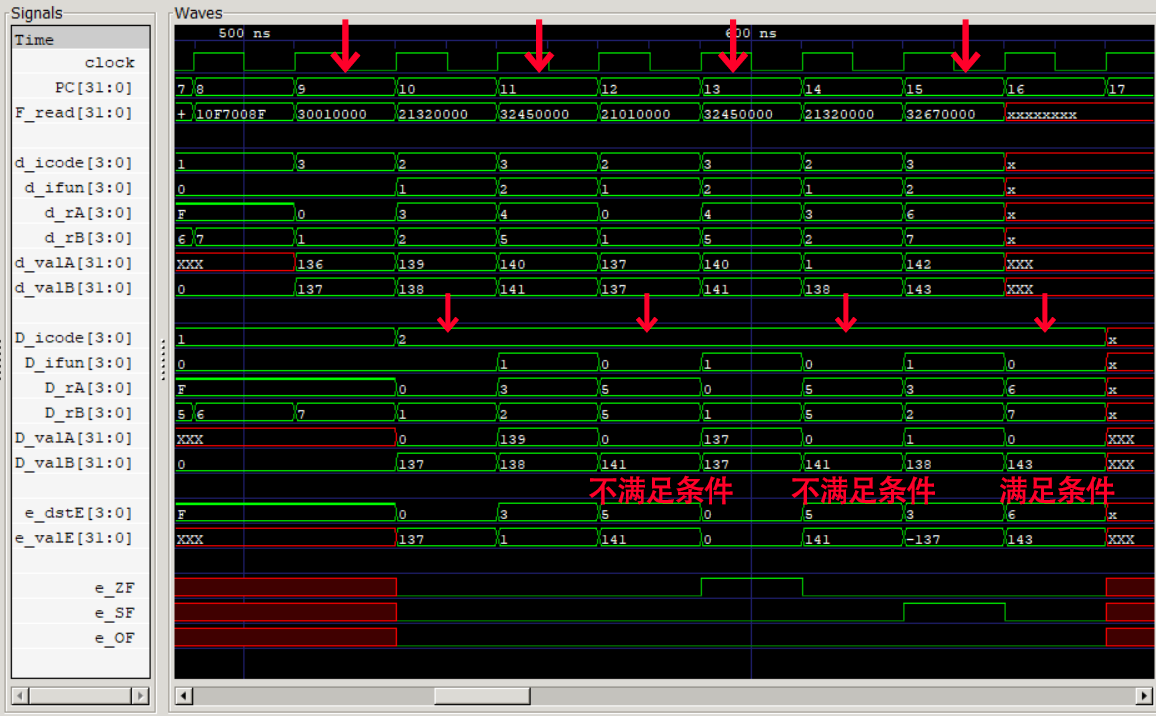 Signals Waves
Time 500 ns 600 ns
clock
PC[31:0] 7 8 9 10 11 12 13 14 15 16 17
F_read[31:0] + 10F7008F 30010000 21320000 32450000 21010000 32450000 21320000 32670000 xxxxxxxx
d_icode[3:0] 1 3 2 3 2 3 2 3 x
d_ifun[3:0] 0 1 2 1 2 1 2 x
d_rA[3:0] F 0 3 4 0 4 3 6 x
d_rB[3:0] 6 7 1 2 5 1 5 2 7 x
d_valA[31:0] XXX 136 139 140 137 140 1 142 XXX
d_valB[31:0] 0 137 138 141 137 141 138 143 XXX
D_icode[3:0] 1 2 x
D_ifun[3:0] 0 1 0 1 0 1 0 x
D_rA[3:0] F 0 3 5 0 5 3 6 x
D_rB[3:0] 5 6 7 1 2 5 1 5 2 7 x
D_valA[31:0] XXX 0 139 0 137 0 1 0 XXX
D_valB[31:0] 0 137 138 141 137 141 138 143 XXX
不满足条件 不满足条件 满足条件
e_dstE[3:0] F 0 3 5 0 5 3 6 x
e_valE[31:0] XXX 137 1 141 0 141 -137 143 XXX
e_ZF
e_SF
e_OF